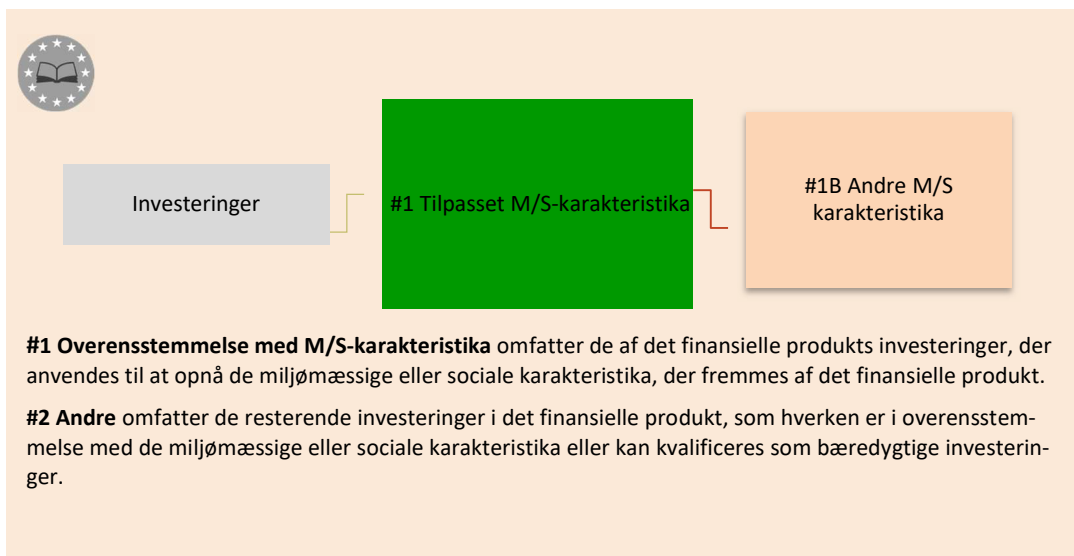 Investeringer
#1 Tilpasset M/S-karakteristika
#1B Andre M/S
karakteristika
#1 Overensstemmelse med M/S-karakteristika omfatter de af det finansielle produkts investeringer, der
anvendes til at opnå de miljømæssige eller sociale karakteristika, der fremmes af det finansielle produkt.
#2 Andre omfatter de resterende investeringer i det finansielle produkt, som hverken er i overensstem-
melse med de miljømæssige eller sociale karakteristika eller kan kvalificeres som bæredygtige investerin-
ger.